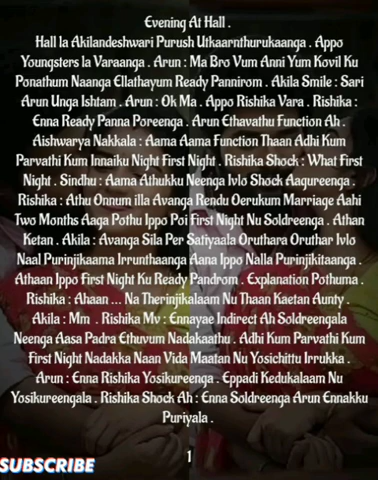 Evening At Hall .
Hall la Akilandeshwari Purush Utkaarnthurukaanga . Appo
Youngsters la Varaanga . Arun : Ma Bro Vum Anni Yum Kovil Ku
Ponathum Naanga Ellathayum Ready Pannirom . Akila Smile : Sari
Arun Unga Ishtam . Arun : Ok Ma . Appo Rishika Vara . Rishika :
Enna Ready Panna Poreenga . Arun Ethavathu Function Ah .
Aishwarya Nakkala : Aama Aama Function Thaan Adhi Kum
Parvathi Kum Innaiku Night First Night . Rishika Shock : What First
Night . Sindhu : Aama Athukku Neenga Ivlo Shock Aagureenga .
Rishika : Athu Onnum illa Avanga Rendu Oerukum Marriage Aahi
Two Months Aaga Pothu Ippo Poi First Night Nu Soldreenga . Athan
Ketan . Akila : Avanga Sila Per Satiyaala Oruthara Oruthar Ivlo
Naal Purinjikaama Irrunthaanga Aana Ippo Nalla Purinjikitaanga .
Athaan Ippo First Night Ku Ready Pandrom . Explanation Pothuma .
Rishika : Ahaan ... Na Therinjikalaam Nu Thaan Kaetan Aunty .
Akila : Mm . Rishika Mv : Ennaye Indirect Ah Soldreengala
Neenga Aasa Padra Ethuvum Nadakaathu . Adhi Kum Parvathi Kum
First Night Nadakka Naan Vida Maatan Nu Yosichittu Irrukka .
Arun : Enna Rishika Yosikureenga . Eppadi Kedukalaam Nu
Yosikureengala . Rishika Shock Ah : Enna Soldreenga Arun Ennakku
Puriyala .
1
SUBSCRIBE